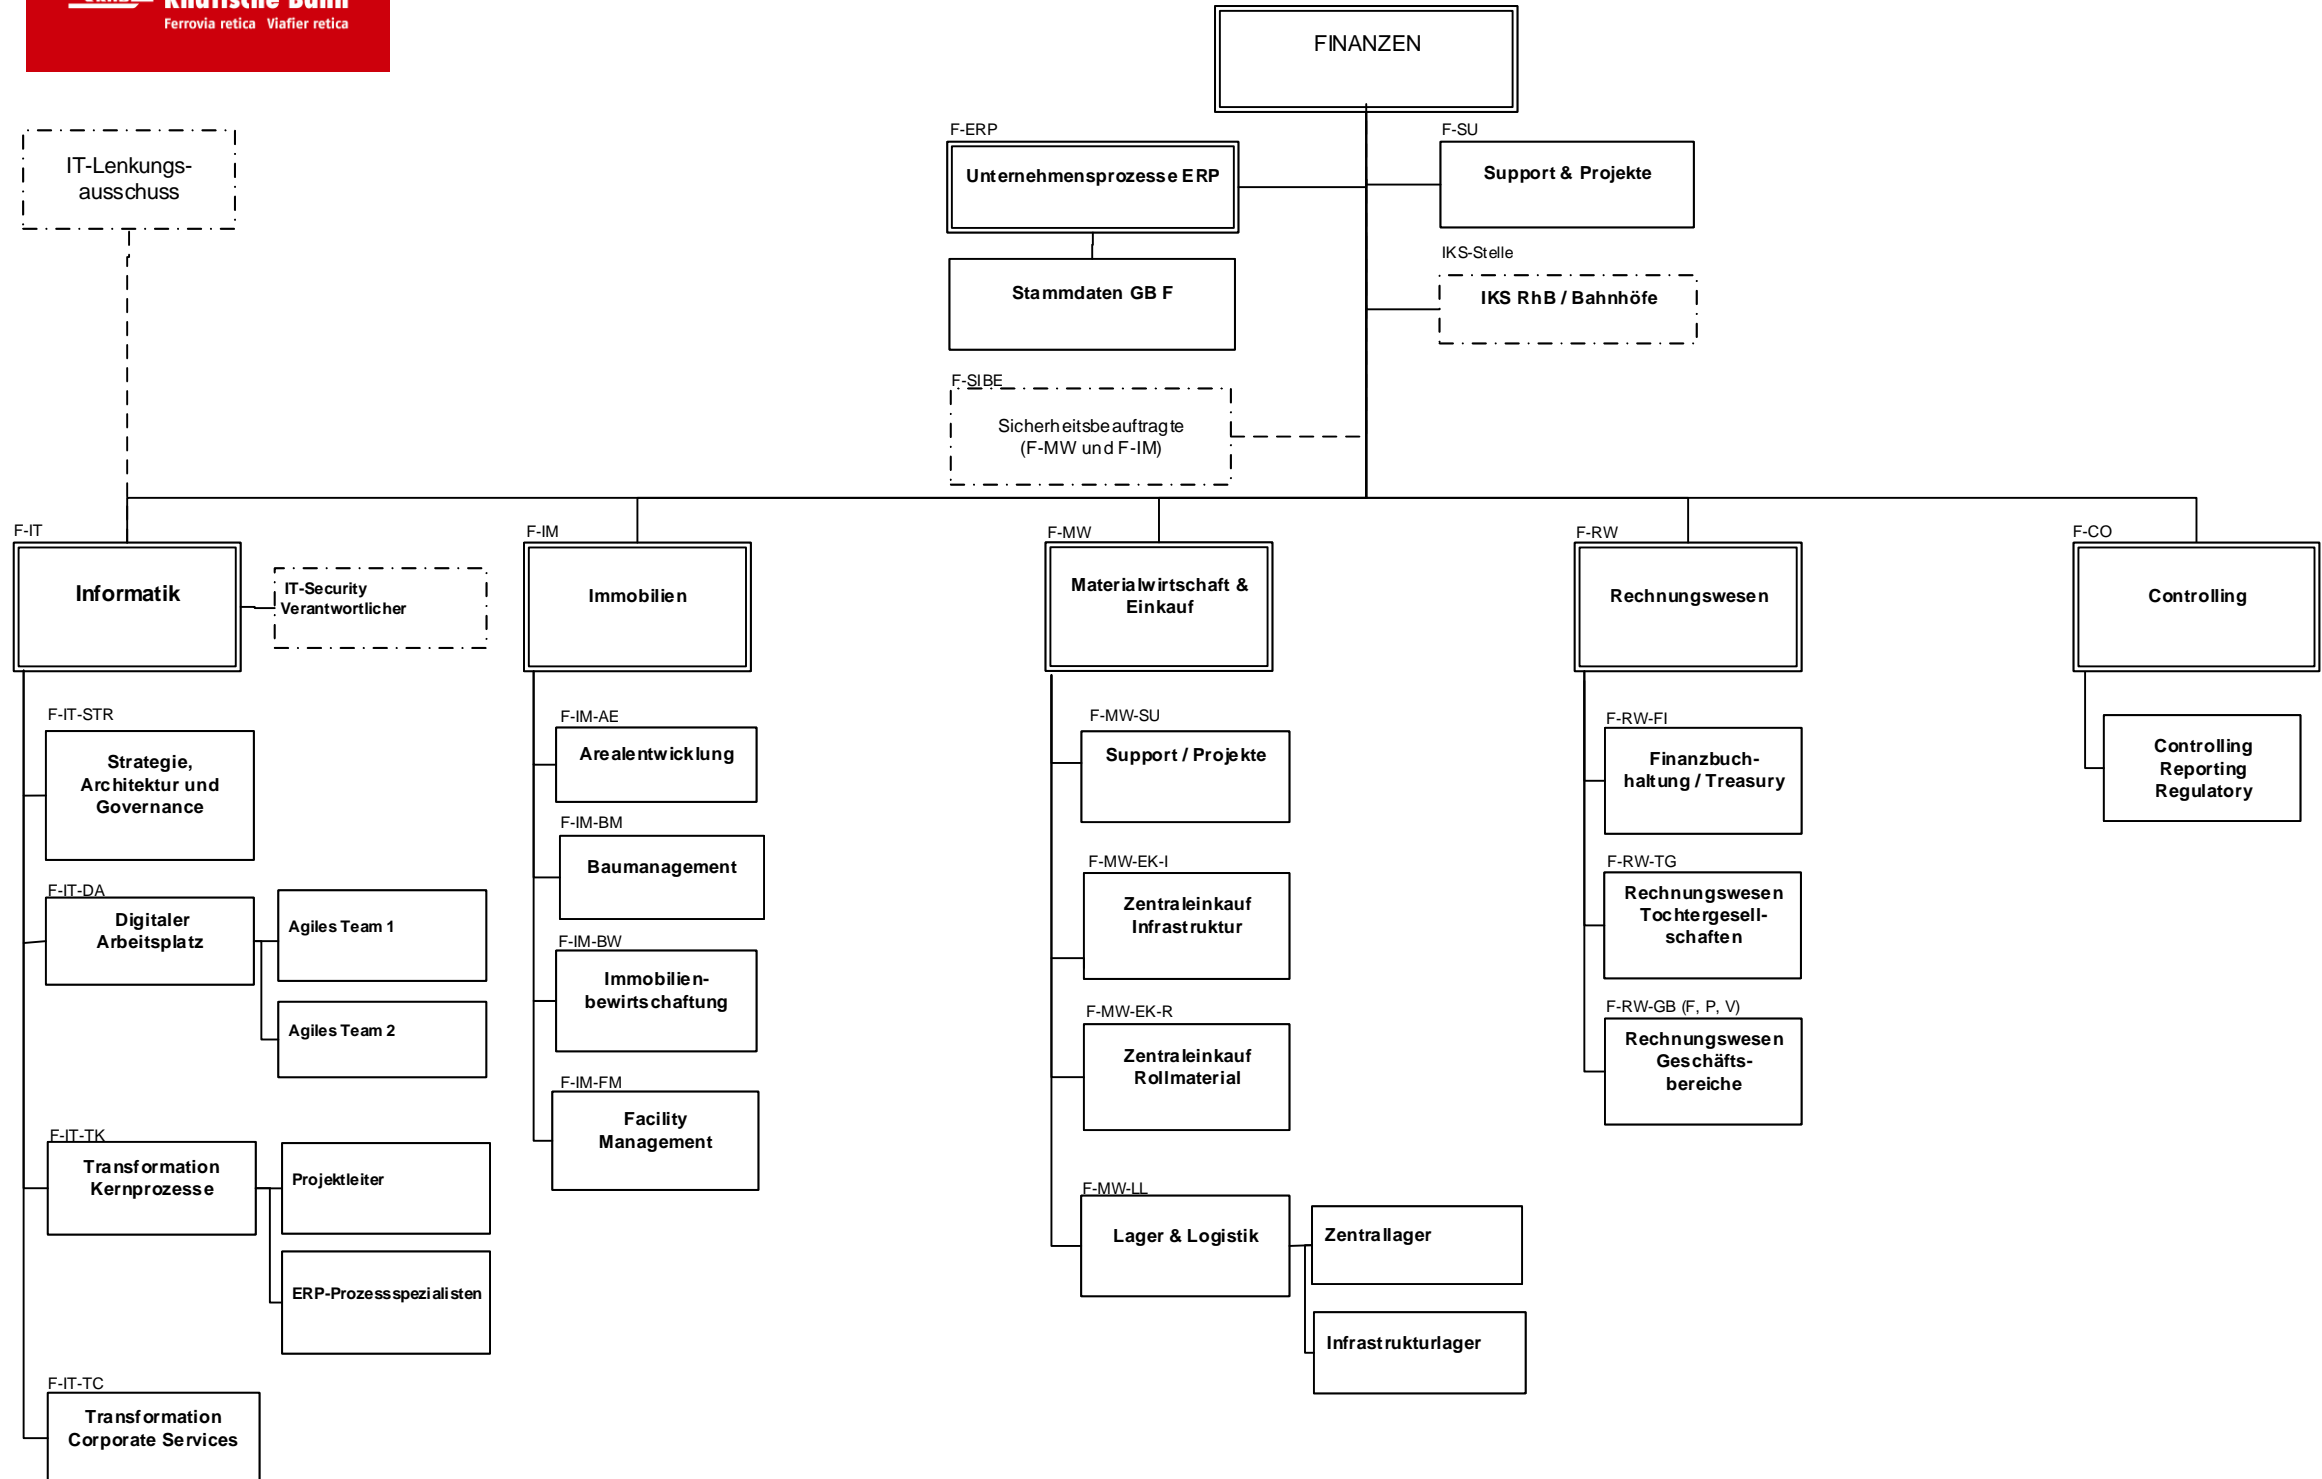 Ferrovia retica Viafier retica
FINANZEN
IT-Lenkungs-
ausschuss
F-ERP
Unternehmensprozesse ERP
F-SU
Support & Projekte
Stammdaten GB F
IKS-Stelle
IKS RhB / Bahnhöfe
F-SIBE
Sicherheitsbeauftragte
(F-MW und F-IM)
F-IT
Informatik
IT-Security
Verantwortlicher
F-IM
Immobilien
F-MW
Materialwirtschaft &
Einkauf
F-RW
Rechnungswesen
F-CO
Controlling
F-IT-STR
Strategie,
Architektur und
Governance
F-IT-DA
Digitaler
Arbeitsplatz
Agiles Team 1
Agiles Team 2
F-IT-TK
Transformation
Kernprozesse
Projektleiter
ERP-Prozessspezialisten
F-IT-TC
Transformation
Corporate Services
F-IM-AE
Arealentwicklung
F-IM-BM
Baumanagement
F-IM-BW
Immobilien-
bewirtschaftung
F-IM-FM
Facility
Management
F-MW-SU
Support / Projekte
F-MW-EK-I
Zentraleinkauf
Infrastruktur
F-MW-EK-R
Zentraleinkauf
Rollmaterial
F-MW-LL
Lager & Logistik
Zentrallager
Infrastrukturlager
F-RW-FI
Finanzbuch-
haltung / Treasury
F-RW-TG
Rechnungswesen
Tochtergesell-
schaften
F-RW-GB (F, P, V)
Rechnungswesen
Geschäfts-
bereiche
Controlling
Reporting
Regulatory